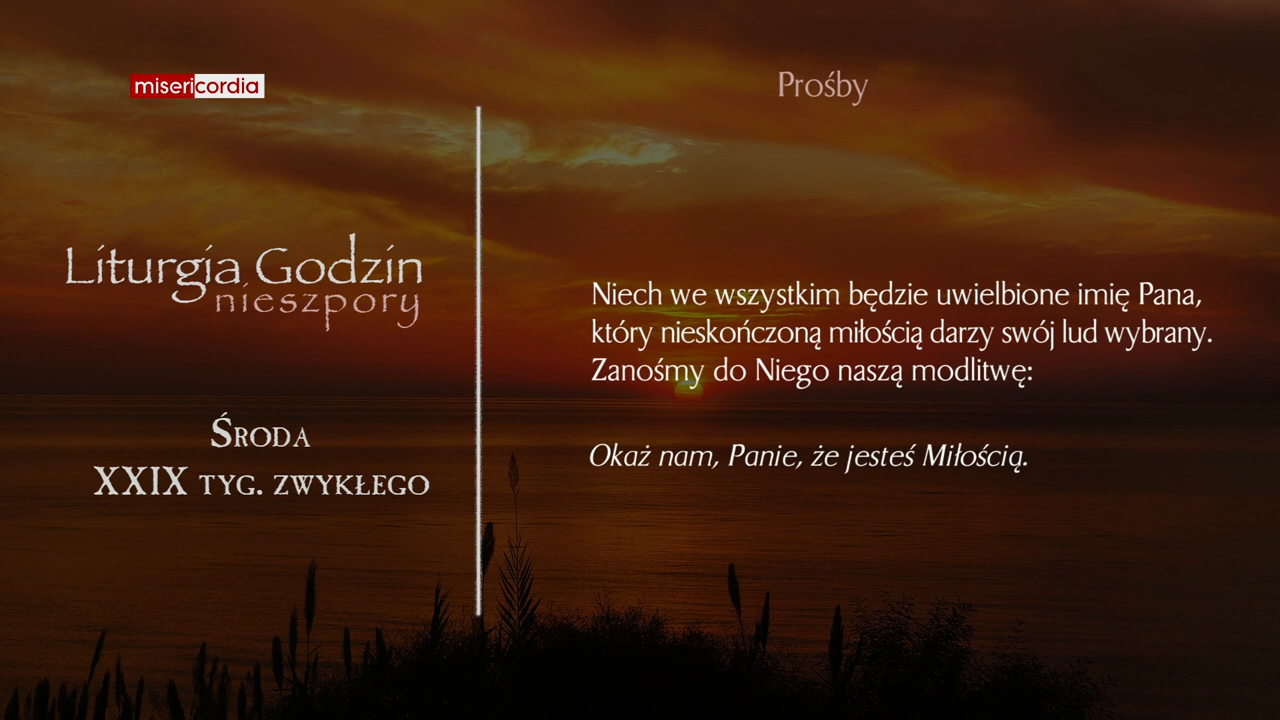 misericordia
Liturgia Godzin
nieszpory
Środa
XXIX tyg. zwykłego
Prośby
Niech we wszystkim będzie uwielbione imię Pana,
który nieskończoną miłością darzy swój lud wybrany.
Zanośmy do Niego naszą modlitwę:
Okaż nam, Panie, że jesteś Miłością.